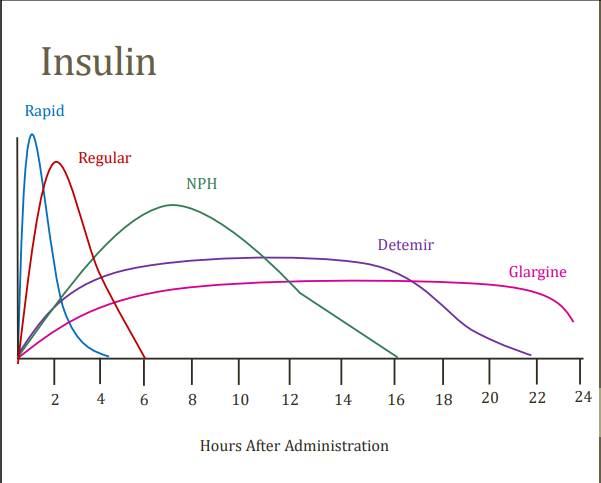 Insulin
Rapid
Regular
NPH
Detemir
Glargine
2 4 6 8 10 12 14 16 18 20 22 24
Hours After Administration